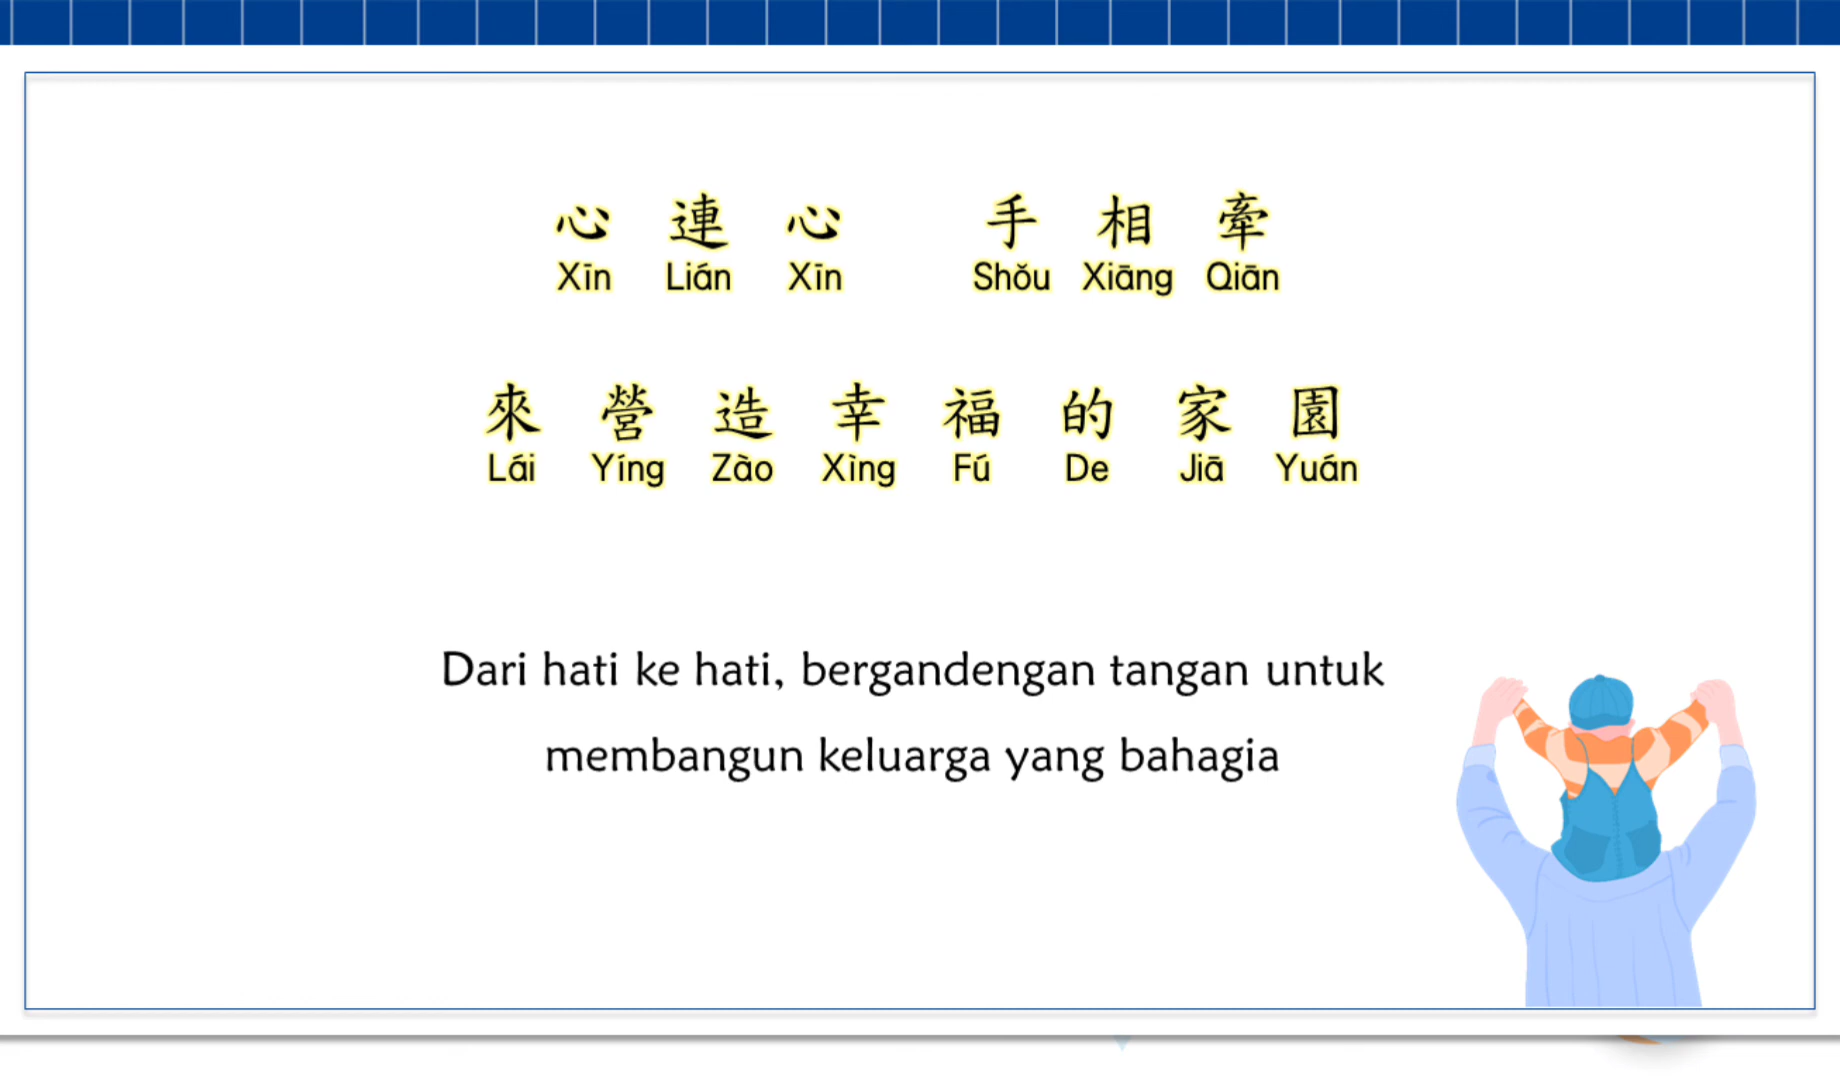 心連心 手相牽
Xīn Lián Xīn Shǒu Xiāng Qiān
來營造幸福的家園
Lái Yíng Zào Xìng Fú De Jiā Yuán
Dari hati ke hati, bergandengan tangan untuk
membangun keluarga yang bahagia